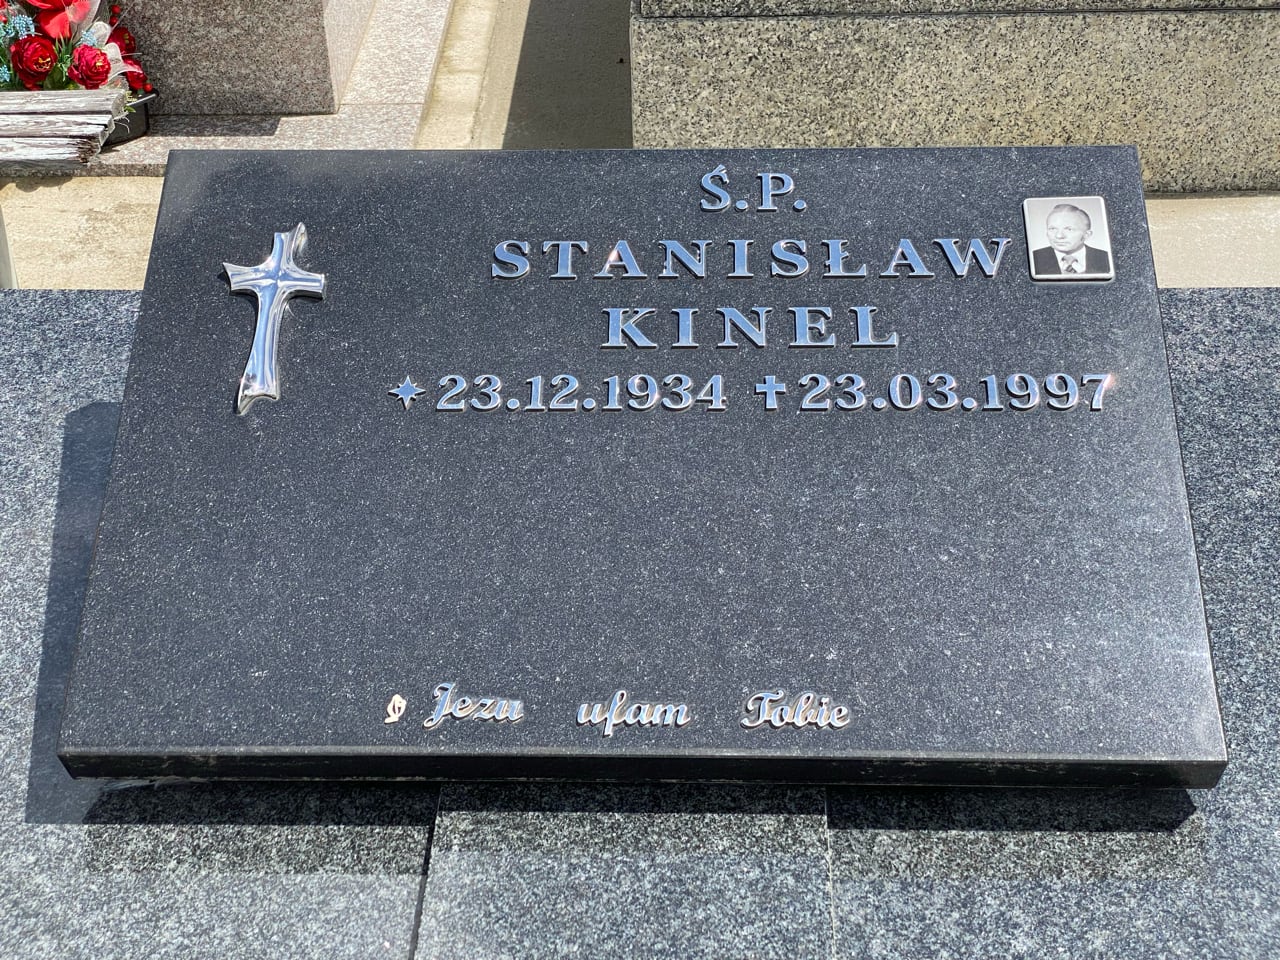 Ś.P.
STANISŁAW
KINEL
✶23.12.1934 ✝23.03.1997
Jezu ufam Tobie